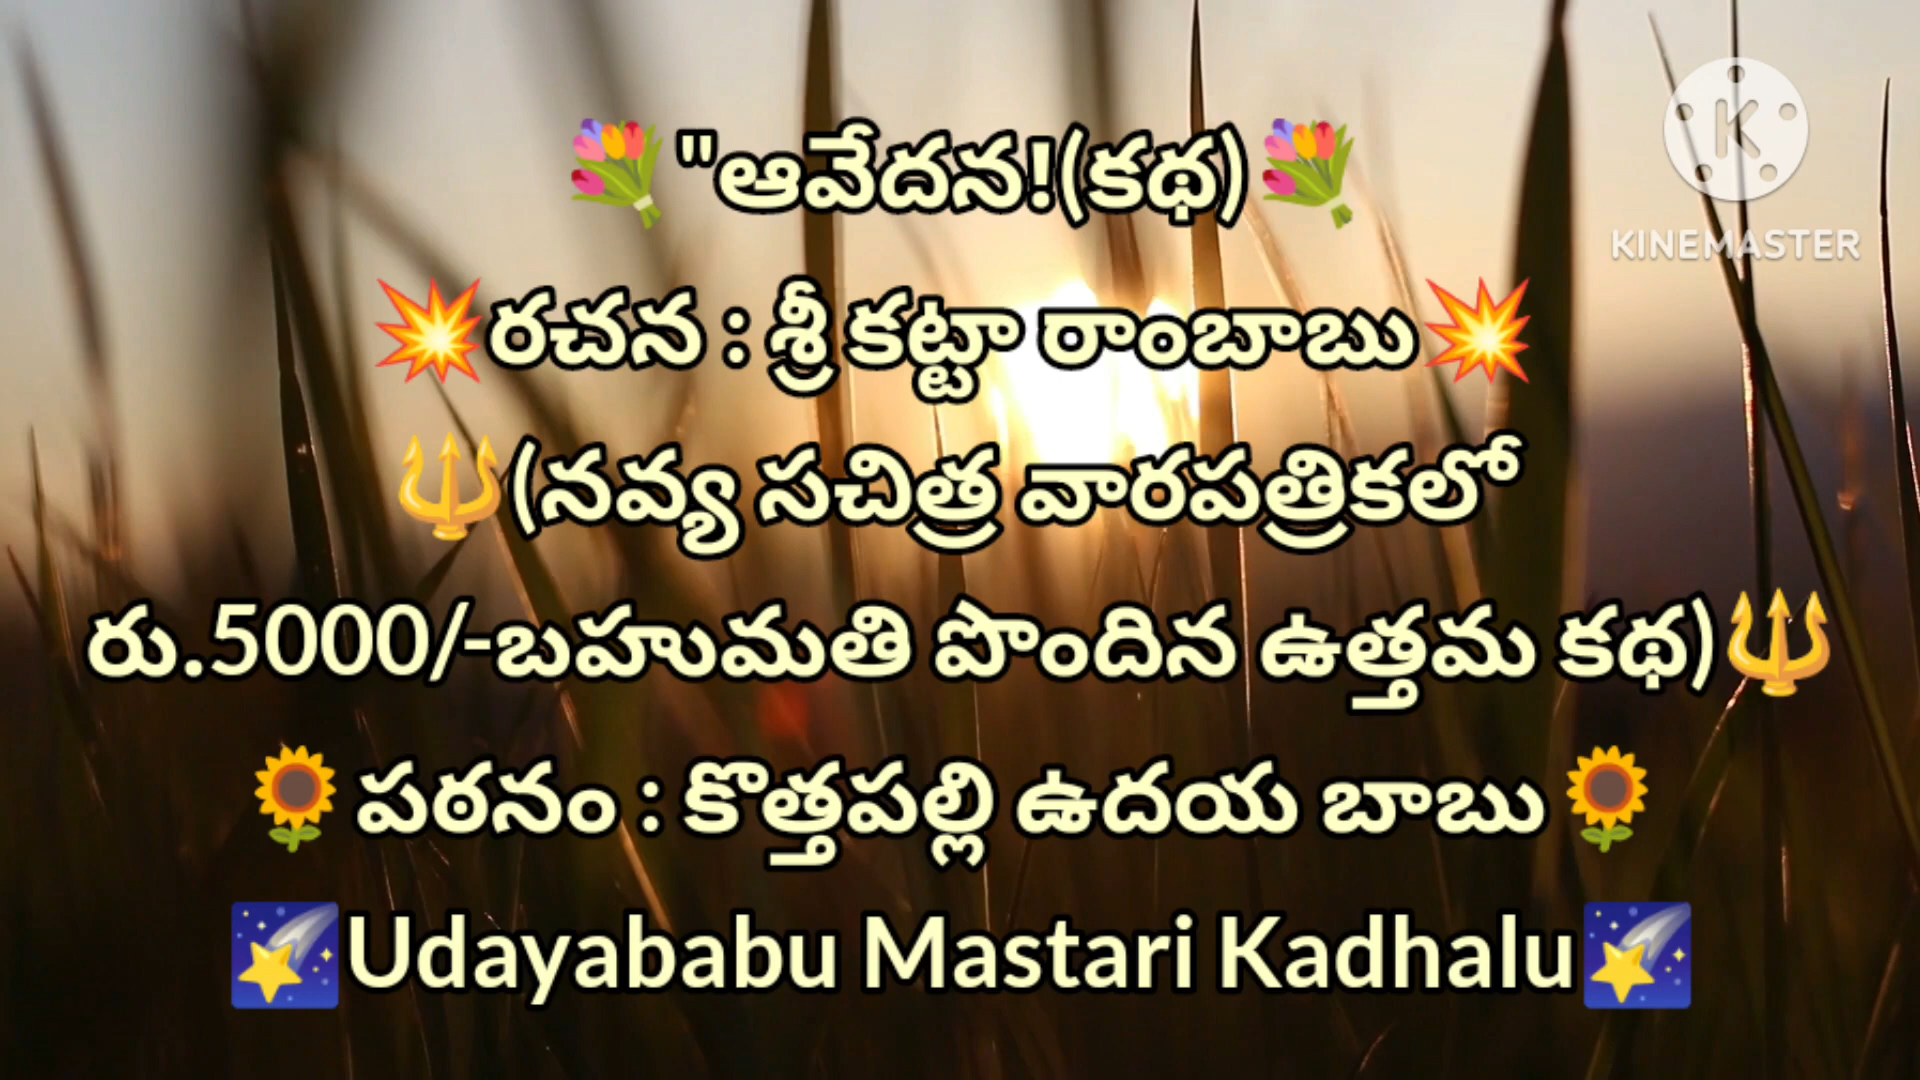 💐"ఆవేదన!(కథ)💐
💥రచన : శ్రీ కట్టా రాంబాబు💥
🔱(నవ్య సచిత్ర వారపత్రికలో
రు.5000/-బహుమతి పొందిన ఉత్తమ కథ)🔱
🌻పఠనం : కొత్తపల్లి ఉదయ బాబు🌻
🌠Udayababu Mastari Kadhalu🌠
K
KINEMASTER